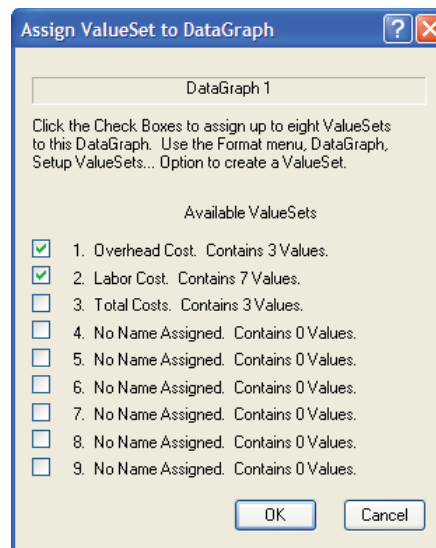 Assign ValueSet to DataGraph
DataGraph 1
Click the Check Boxes to assign up to eight ValueSets
to this DataGraph. Use the Format menu, DataGraph,
Setup ValueSets... Option to create a ValueSet.
Available ValueSets
1. Overhead Cost. Contains 3 Values.
2. Labor Cost. Contains 7 Values.
3. Total Costs. Contains 3 Values.
4. No Name Assigned. Contains 0 Values.
5. No Name Assigned. Contains 0 Values.
6. No Name Assigned. Contains 0 Values.
7. No Name Assigned. Contains 0 Values.
8. No Name Assigned. Contains 0 Values.
9. No Name Assigned. Contains 0 Values.
OK Cancel